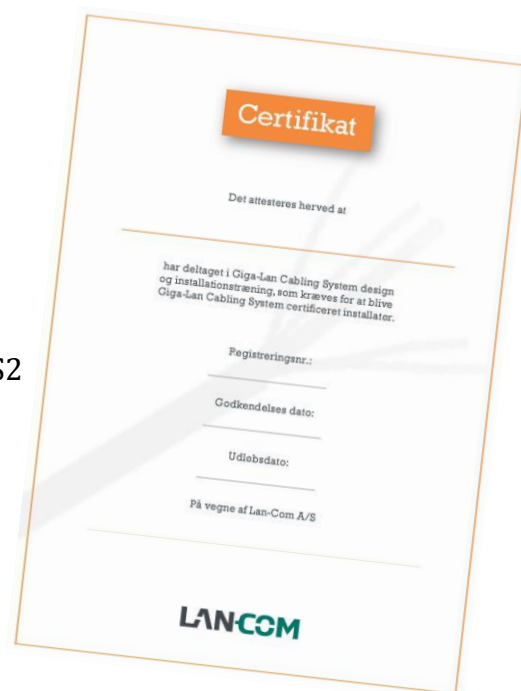 Certifikat
Det attesteres herved at
har deltaget i Giga-Lan Cabling System design
og installationstræning, som kræves for at blive
Giga-Lan Cabling System certificeret installatør.
S2
Registreringsnr.:
Godkendelses dato:
Udløbsdato:
På vegne af Lan-Com A/S
LAN-COM